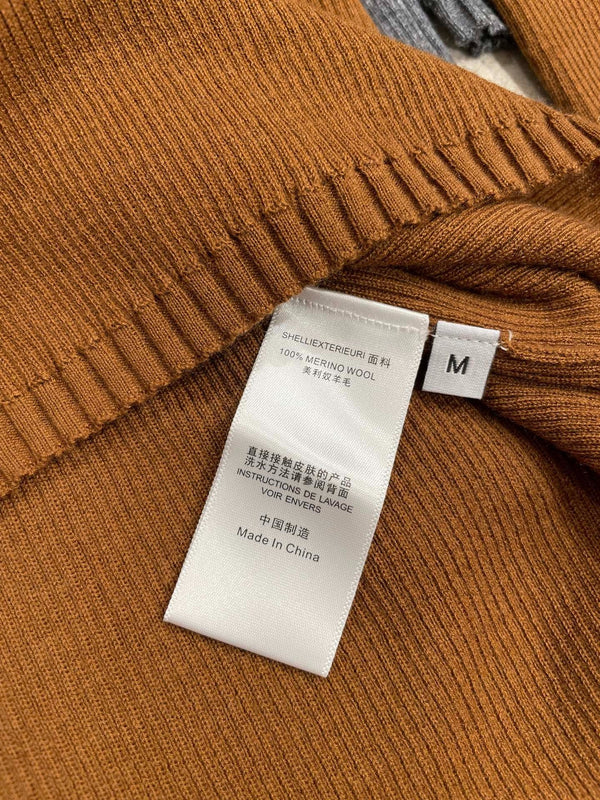 SHELLIEXTERIEURI 面料
100% MERINO WOOL
美利奴羊毛
直接接触皮肤的产品
洗水方法请参阅背面
INSTRUCTIONS DE LAVAGE
VOIR ENVERS
中国制造
Made In China
M